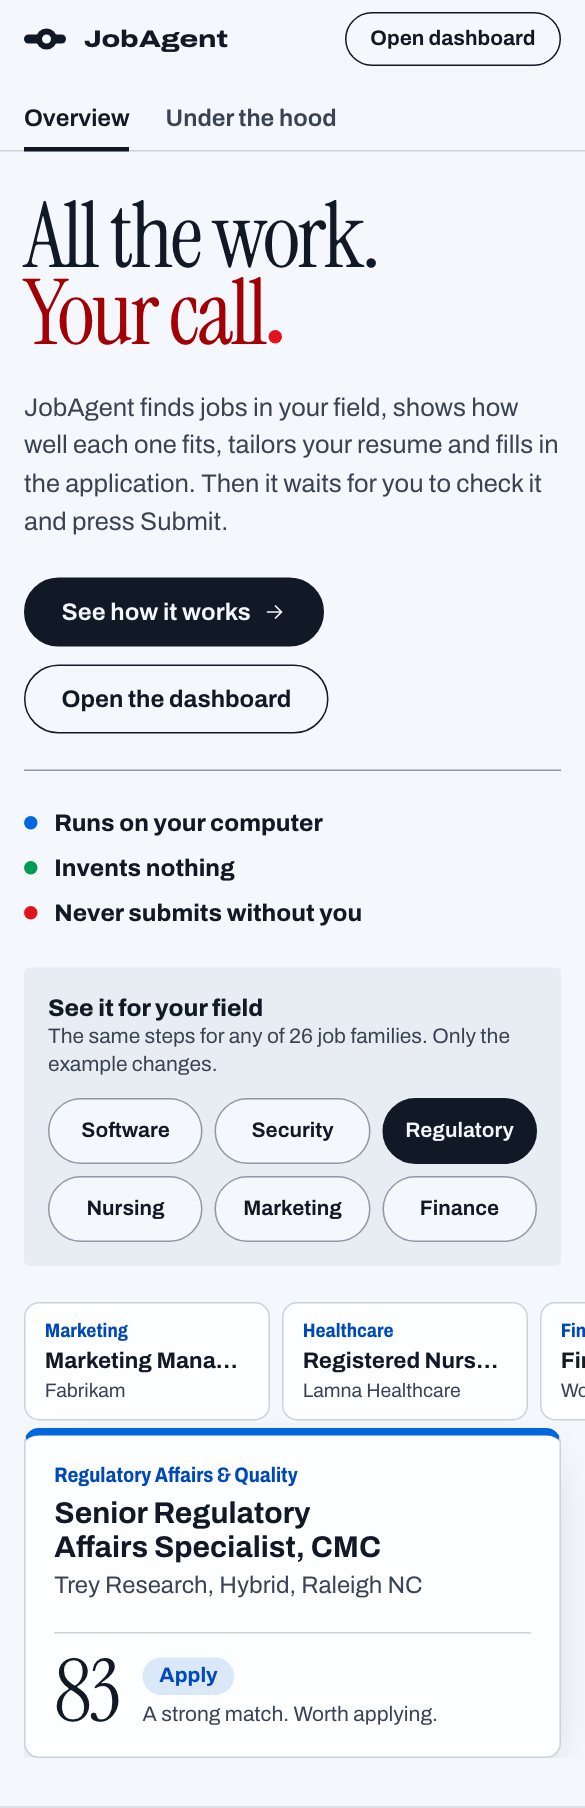 JobAgent
Open dashboard
Overview
Under the hood
All the work.
Your call.
JobAgent finds jobs in your field, shows how
well each one fits, tailors your resume and fills in
the application. Then it waits for you to check it
and press Submit.
See how it works →
Open the dashboard
Runs on your computer
Invents nothing
Never submits without you
See it for your field
The same steps for any of 26 job families. Only the
example changes.
Software
Security
Regulatory
Nursing
Marketing
Finance
Marketing
Marketing Mana...
Fabrikam
Healthcare
Registered Nurs...
Lamna Healthcare
Regulatory Affairs & Quality
Senior Regulatory
Affairs Specialist, CMC
Trey Research, Hybrid, Raleigh NC
83
Apply
A strong match. Worth applying.